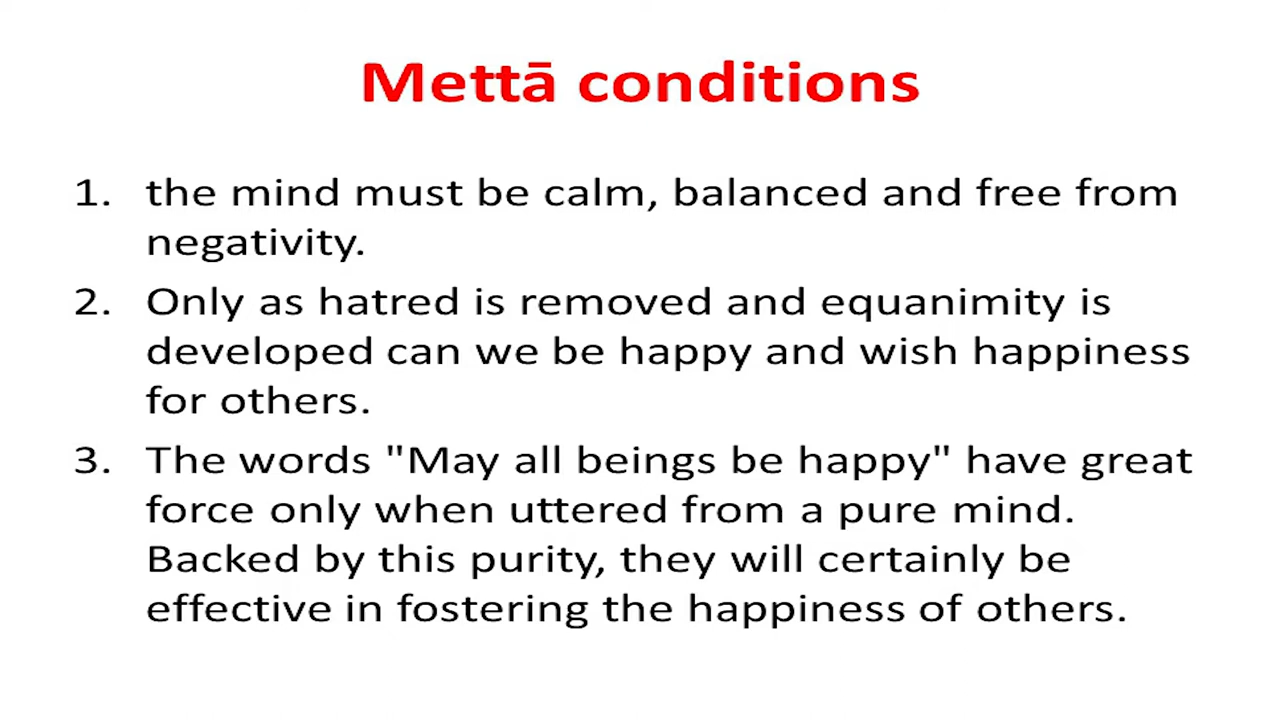 Mettā conditions
1. the mind must be calm, balanced and free from
negativity.
2. Only as hatred is removed and equanimity is
developed can we be happy and wish happiness
for others.
3. The words "May all beings be happy" have great
force only when uttered from a pure mind.
Backed by this purity, they will certainly be
effective in fostering the happiness of others.